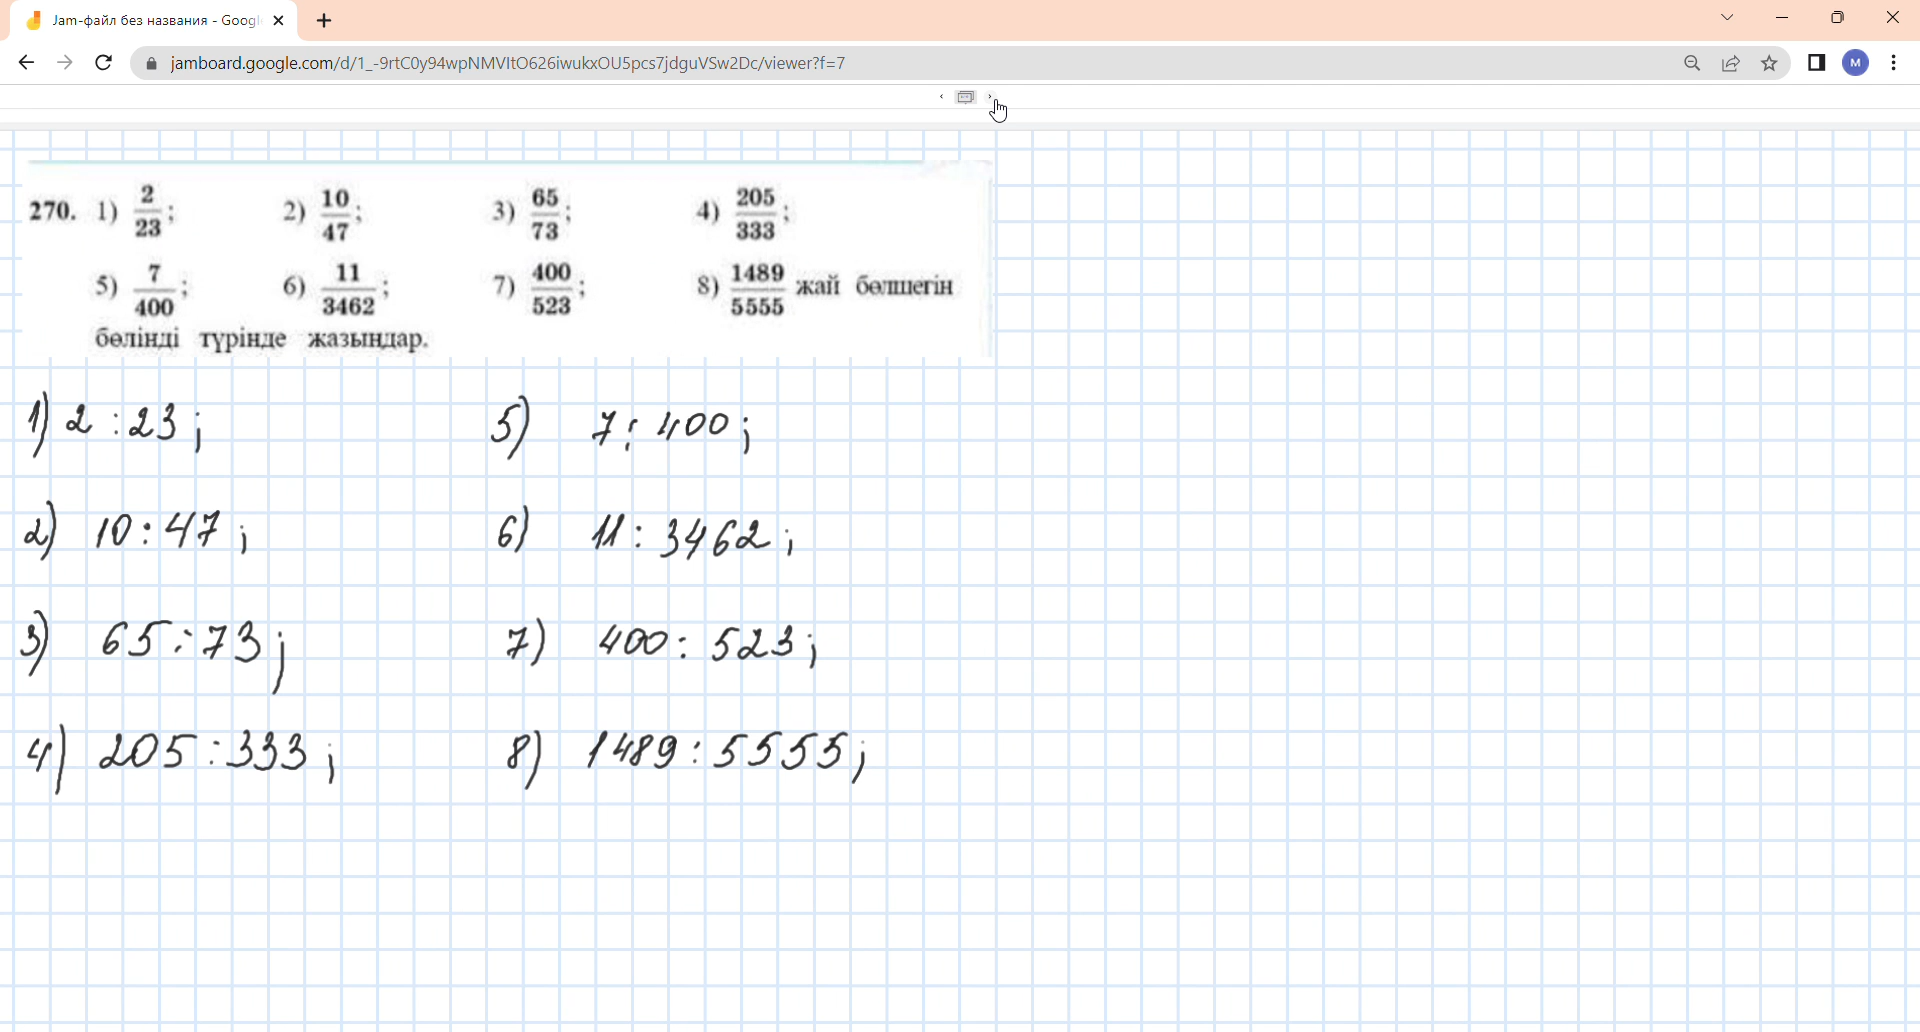 Jam-файл без названия - Googl
jamboard.google.com/d/1_-9rtC0y94wpNMVItO626iwukxOU5pcs7jdguVSw2Dc/viewer?f=7
M
270. 1) 2/23; 2) 10/47; 3) 65/73; 4) 205/333;
5) 7/400; 6) 11/3462; 7) 400/523; 8) 1489/5555 жай бөлшегін
бөлінді түрінде жазыңдар.
1) 2 : 23 ; 5) 7 : 400 ;
2) 10 : 47 ; 6) 11 : 3462 ;
3) 65 : 73 ; 7) 400 : 523 ;
4) 205 : 333 ; 8) 1489 : 5555 ;